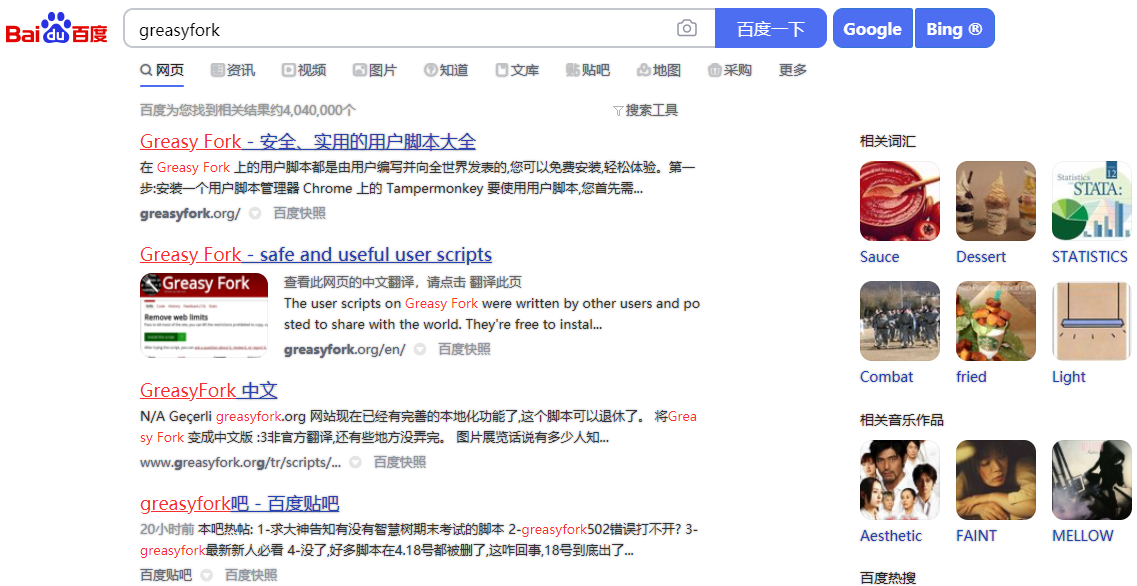 Bai du 百度
greasyfork
百度一下
Google
Bing ®
网页 资讯 视频 图片 知道 文库 贴吧 地图 采购 更多
百度为您找到相关结果约4,040,000个
搜索工具
Greasy Fork - 安全、实用的用户脚本大全
在 Greasy Fork 上的用户脚本都是由用户编写并向全世界发表的,您可以免费安装,轻松体验。第一
步:安装一个用户脚本管理器 Chrome 上的 Tampermonkey 要使用用户脚本,您首先需...
greasyfork.org/ 百度快照
Greasy Fork - safe and useful user scripts
Greasy Fork
Remove web limits
查看此网页的中文翻译，请点击 翻译此页
The user scripts on Greasy Fork were written by other users and po
sted to share with the world. They're free to instal...
greasyfork.org/en/ 百度快照
GreasyFork 中文
N/A Geçerli greasyfork.org 网站现在已经有完善的本地化功能了,这个脚本可以退休了。 将Grea
sy Fork 变成中文版 :3非官方翻译,还有些地方没弄完。 图片展览话说有多少人知...
www.greasyfork.org/tr/scripts/... 百度快照
greasyfork吧 - 百度贴吧
20小时前 本吧热帖: 1-求大神告知有没有智慧树期末考试的脚本 2-greasyfork502错误打不开? 3-
greasyfork最新新人必看 4-没了,好多脚本在4.18号都被删了,这咋回事,18号到底出了...
百度贴吧 百度快照
相关词汇
Statistics
STATA:
12
Sauce Dessert STATISTICS
Combat fried Light
相关音乐作品
Aesthetic FAINT MELLOW
百度热搜